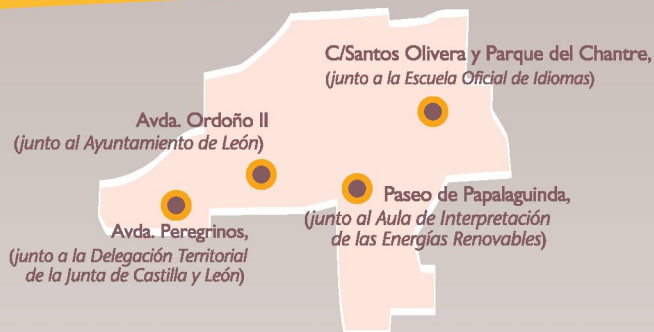 C/Santos Olivera y Parque del Chantre,
(junto a la Escuela Oficial de Idiomas)
Avda. Ordoño II
(junto al Ayuntamiento de León)
Paseo de Papalaguinda,
(junto al Aula de Interpretación
de las Energías Renovables)
Avda. Peregrinos,
(junto a la Delegación Territorial
de la Junta de Castilla y León)